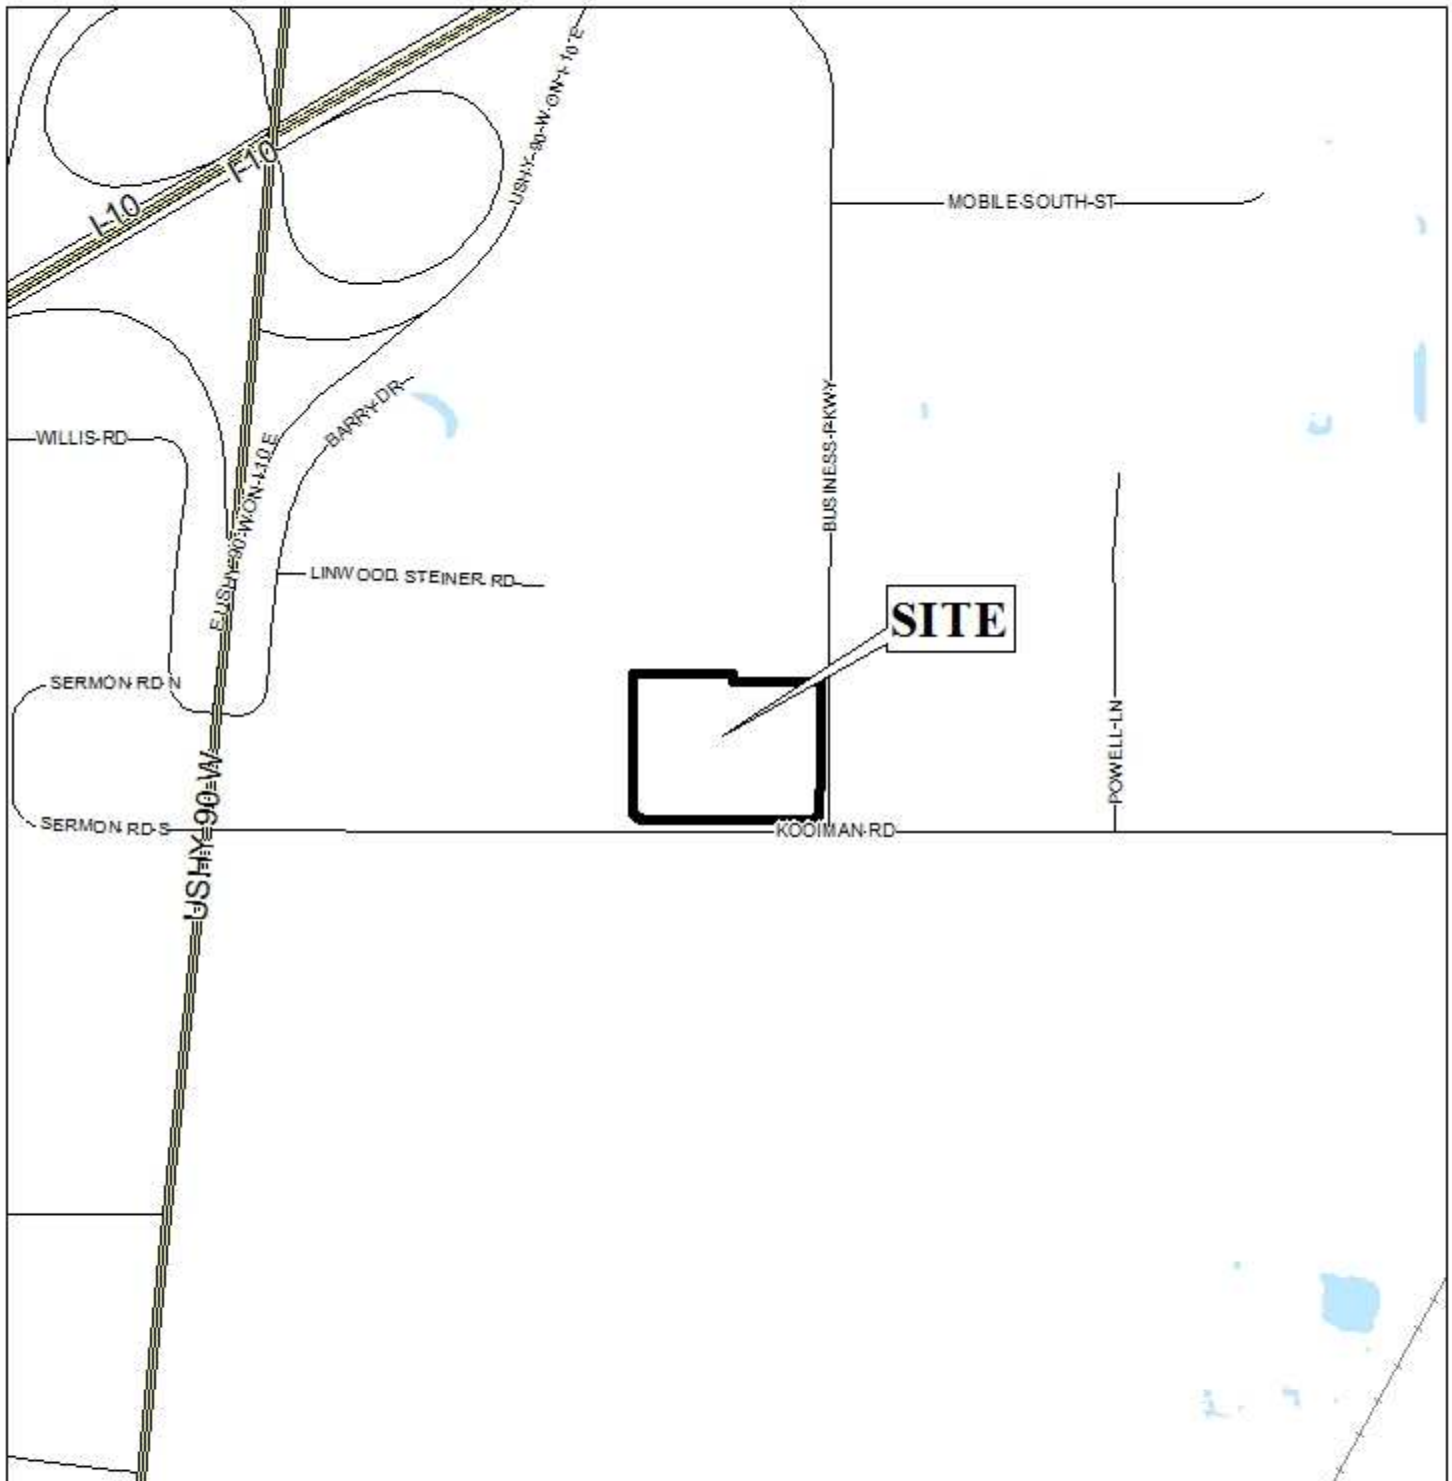 USHY 90 W ON I 10 E
I-10
I-10
MOBILE SOUTH ST
BUSINESS PKWY
BARRY DR
WILLIS RD
E USHY 90 W ON I 10 E
LINWOOD STEINER RD
SITE
SERMON RD N
POWELL LN
USHY 90 W
SERMON RD S
KOOIMAN RD